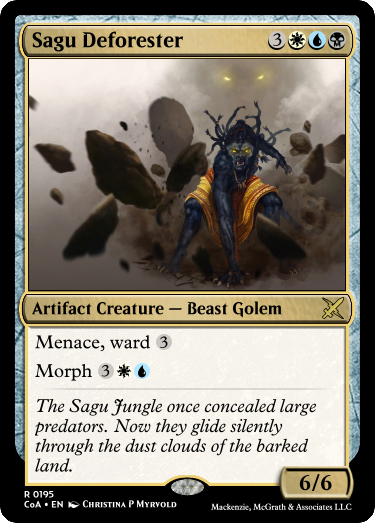 Sagu Deforester 3
Artifact Creature — Beast Golem
Menace, ward 3
Morph 3
The Sagu Jungle once concealed large
predators. Now they glide silently
through the dust clouds of the barked
land.
6/6
R 0195
CoA • EN Christina P Myrvold
Mackenzie, McGrath & Associates LLC